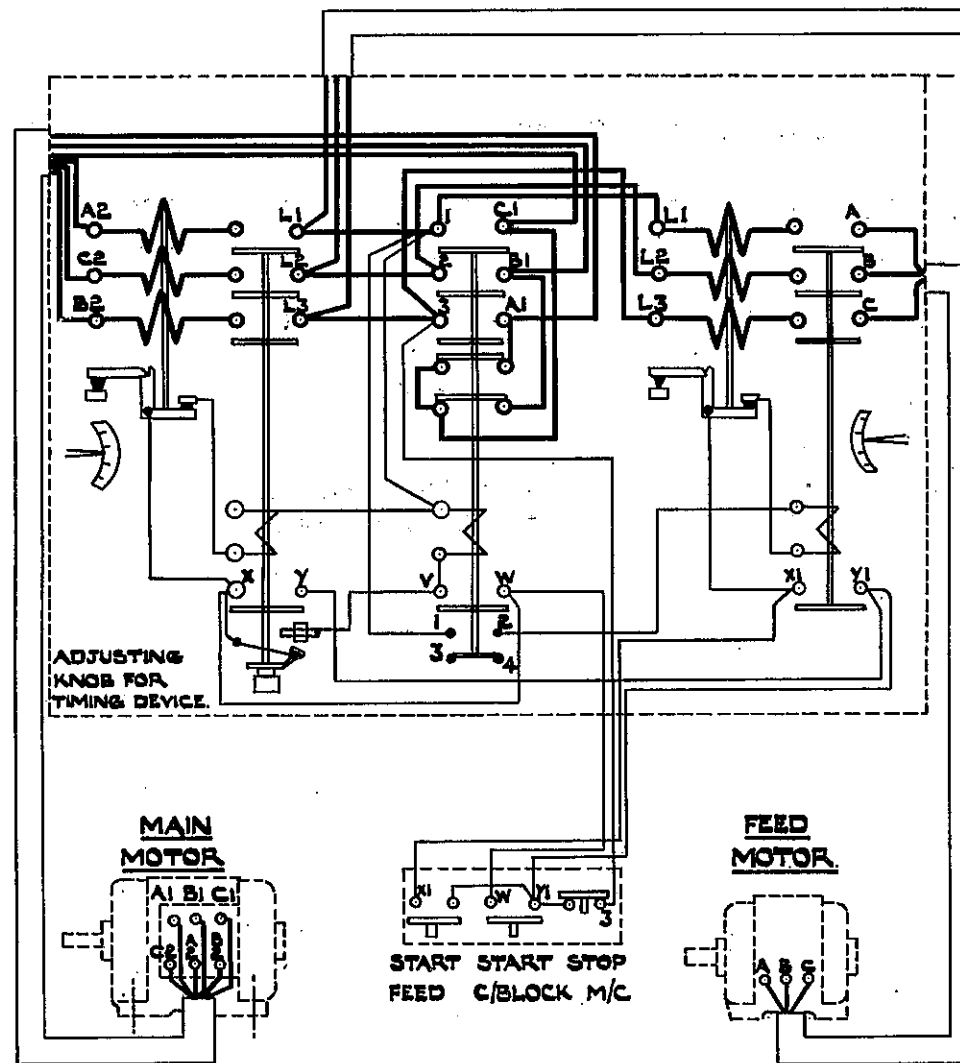 A2 L1 1 C1 L1 A
C2 L2 2 B1 L2 B
B2 L3 3 A1 L3 C
X Y V W X1 Y1
1 2
3 4
ADJUSTING
KNOB FOR
TIMING DEVICE.
MAIN
MOTOR
A1 B1 C1
C2 A2 B2
X1 W Y1 3
START START STOP
FEED C/BLOCK M/C
FEED
MOTOR.
A B C